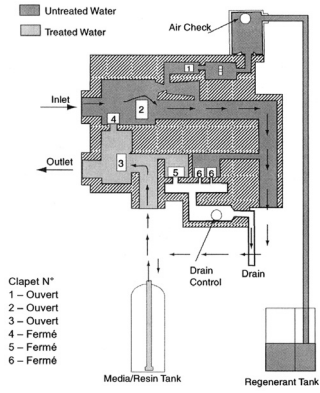 Untreated Water
Treated Water
Air Check
1
Inlet
2
4
Outlet
3
5
6 6
Drain
Control
Drain
Clapet N°
1 – Ouvert
2 – Ouvert
3 – Ouvert
4 – Fermé
5 – Fermé
6 – Fermé
Media/Resin Tank
Regenerant Tank